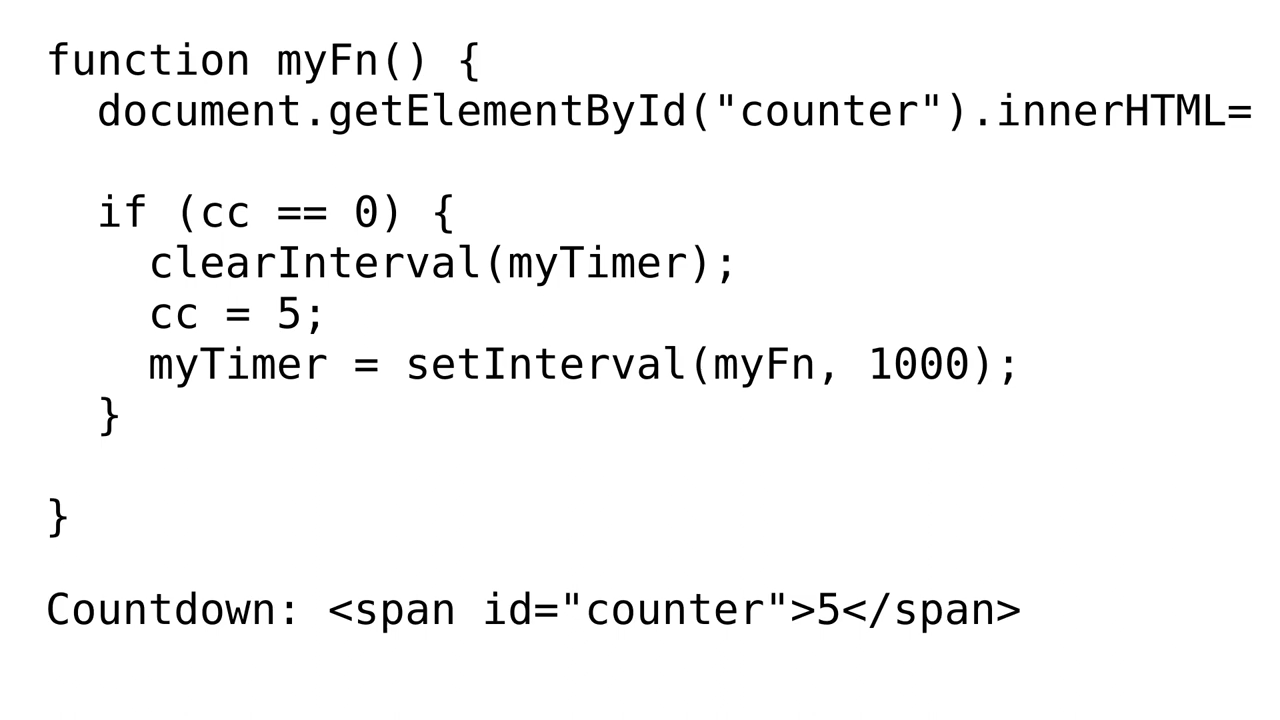 function myFn() {
  document.getElementById("counter").innerHTML=
  if (cc == 0) {
    clearInterval(myTimer);
    cc = 5;
    myTimer = setInterval(myFn, 1000);
  }
}
Countdown: <span id="counter">5</span>